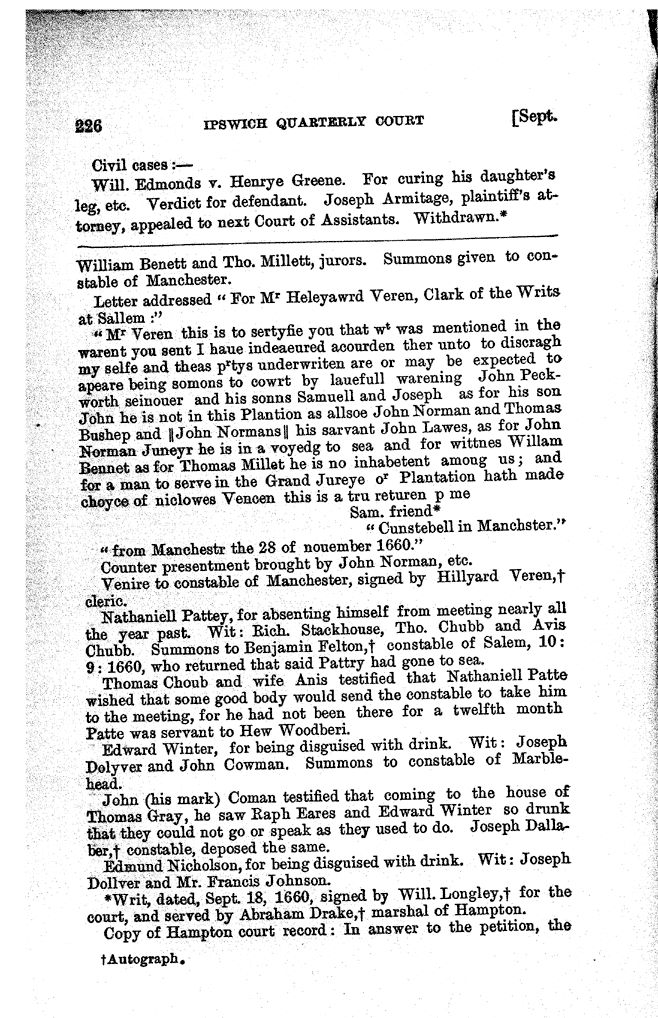 226 IPSWICH QUARTERLY COURT [Sept.
Civil cases :—
Will. Edmonds v. Henrye Greene. For curing his daughter's
leg, etc. Verdict for defendant. Joseph Armitage, plaintiff's at-
torney, appealed to next Court of Assistants. Withdrawn.*
William Benett and Tho. Millett, jurors. Summons given to con-
stable of Manchester.
Letter addressed “ For Mʳ Heleyawrd Veren, Clark of the Writs
at Sallem :”
“ Mʳ Veren this is to sertyfie you that wᵗ was mentioned in the
warent you sent I haue indeaeured acourden ther unto to discragh
my selfe and theas pʳtys underwriten are or may be expected to
apeare being somons to cowrt by lauefull warening John Peck-
worth seinouer and his sonns Samuell and Joseph as for his son
John he is not in this Plantion as allsoe John Norman and Thomas
Bushep and ‖John Normans‖ his sarvant John Lawes, as for John
Norman Juneyr he is in a voyedg to sea and for wittnes Willam
Bennet as for Thomas Millet he is no inhabetent among us ; and
for a man to serve in the Grand Jureye oʳ Plantation hath made
choyce of niclowes Vencen this is a tru returen p me
Sam. friend*
“ Cunstebell in Manchster.”
“ from Manchestr the 28 of nouember 1660.”
Counter presentment brought by John Norman, etc.
Venire to constable of Manchester, signed by Hillyard Veren,†
cleric.
Nathaniell Pattey, for absenting himself from meeting nearly all
the year past. Wit: Rich. Stackhouse, Tho. Chubb and Avis
Chubb. Summons to Benjamin Felton,† constable of Salem, 10 :
9 : 1660, who returned that said Pattry had gone to sea.
Thomas Choub and wife Anis testified that Nathaniell Patte
wished that some good body would send the constable to take him
to the meeting, for he had not been there for a twelfth month
Patte was servant to Hew Woodberi.
Edward Winter, for being disguised with drink. Wit: Joseph
Dolyver and John Cowman. Summons to constable of Marble-
head.
John (his mark) Coman testified that coming to the house of
Thomas Gray, he saw Raph Eares and Edward Winter so drunk
that they could not go or speak as they used to do. Joseph Dalla-
ber,† constable, deposed the same.
Edmund Nicholson, for being disguised with drink. Wit: Joseph
Dollver and Mr. Francis Johnson.
*Writ, dated, Sept. 18, 1660, signed by Will. Longley,† for the
court, and served by Abraham Drake,† marshal of Hampton.
Copy of Hampton court record : In answer to the petition, the
†Autograph.